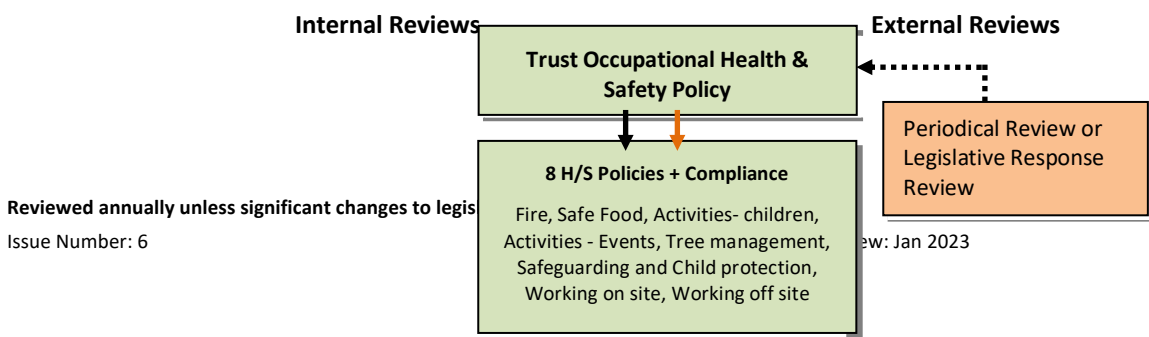 Internal Reviews
External Reviews
Trust Occupational Health &
Safety Policy
Periodical Review or
Legislative Response
Review
8 H/S Policies + Compliance
Fire, Safe Food, Activities- children,
Activities - Events, Tree management,
Safeguarding and Child protection,
Working on site, Working off site
Reviewed annually unless significant changes to
Issue Number: 6
Jan 2023